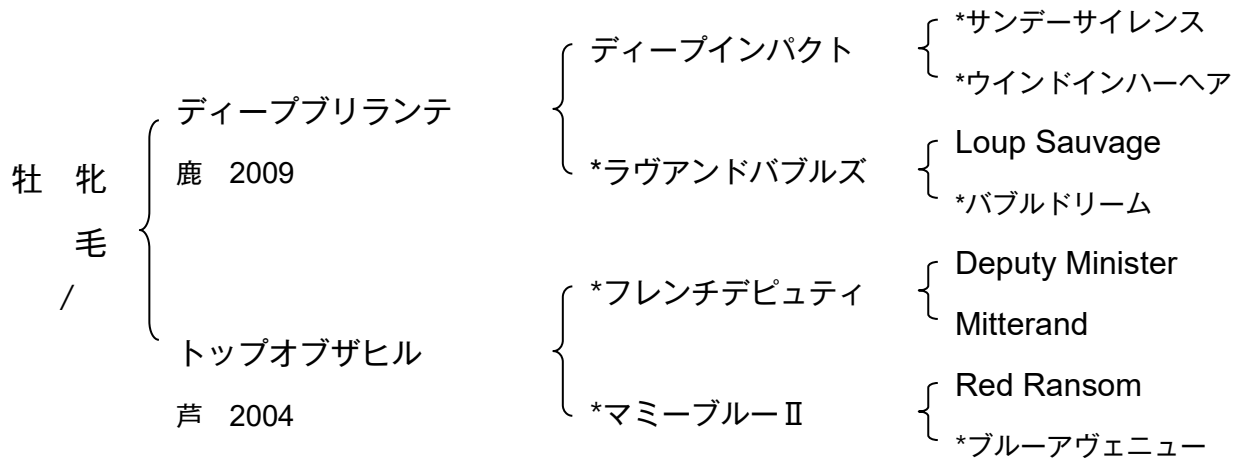 牡 牝
毛
/
ディープブリランテ
鹿 2009
トップオブザヒル
芦 2004
ディープインパクト
*ラヴアンドバブルズ
*フレンチデピュティ
*マミーブルーⅡ
*サンデーサイレンス
*ウインドインハーヘア
Loup Sauvage
*バブルドリーム
Deputy Minister
Mitterand
Red Ransom
*ブルーアヴェニュー